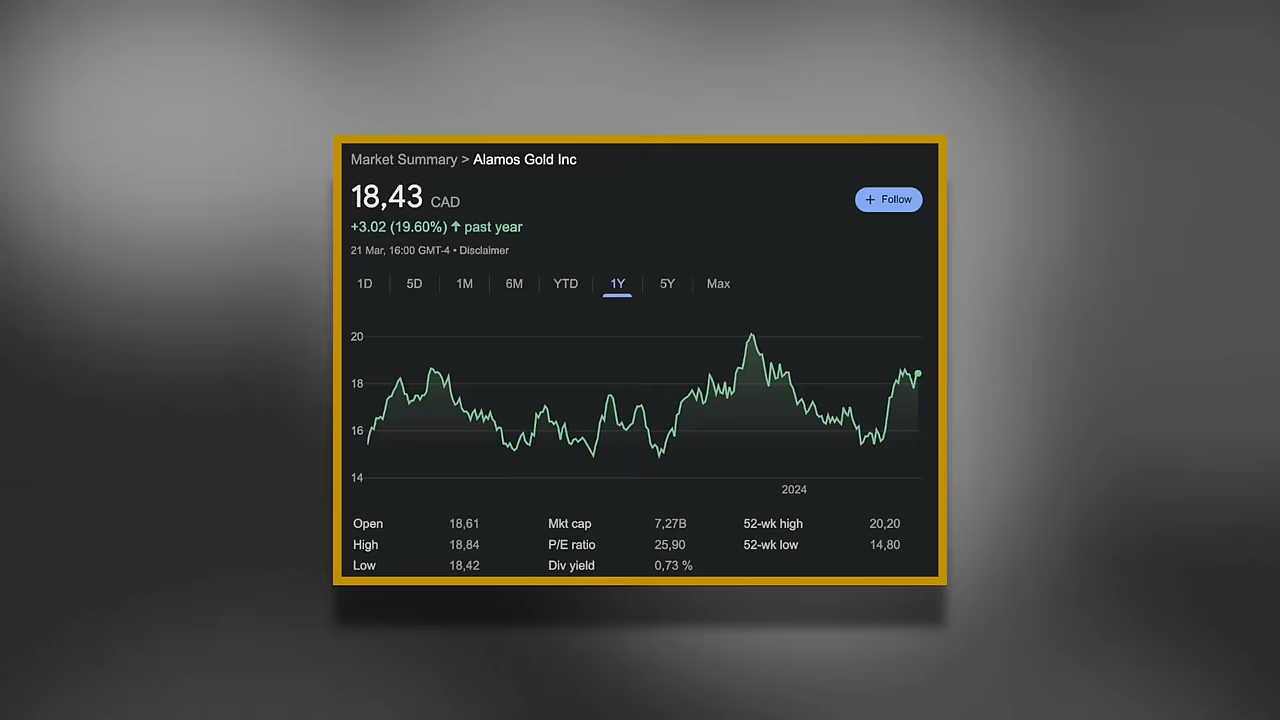 Market Summary > Alamos Gold Inc
18,43 CAD
+ Follow
+3.02 (19.60%) ↑ past year
21 Mar, 16:00 GMT-4 • Disclaimer
1D 5D 1M 6M YTD 1Y 5Y Max
20
18
16
14
2024
Open 18,61 Mkt cap 7,27B 52-wk high 20,20
High 18,84 P/E ratio 25,90 52-wk low 14,80
Low 18,42 Div yield 0,73 %